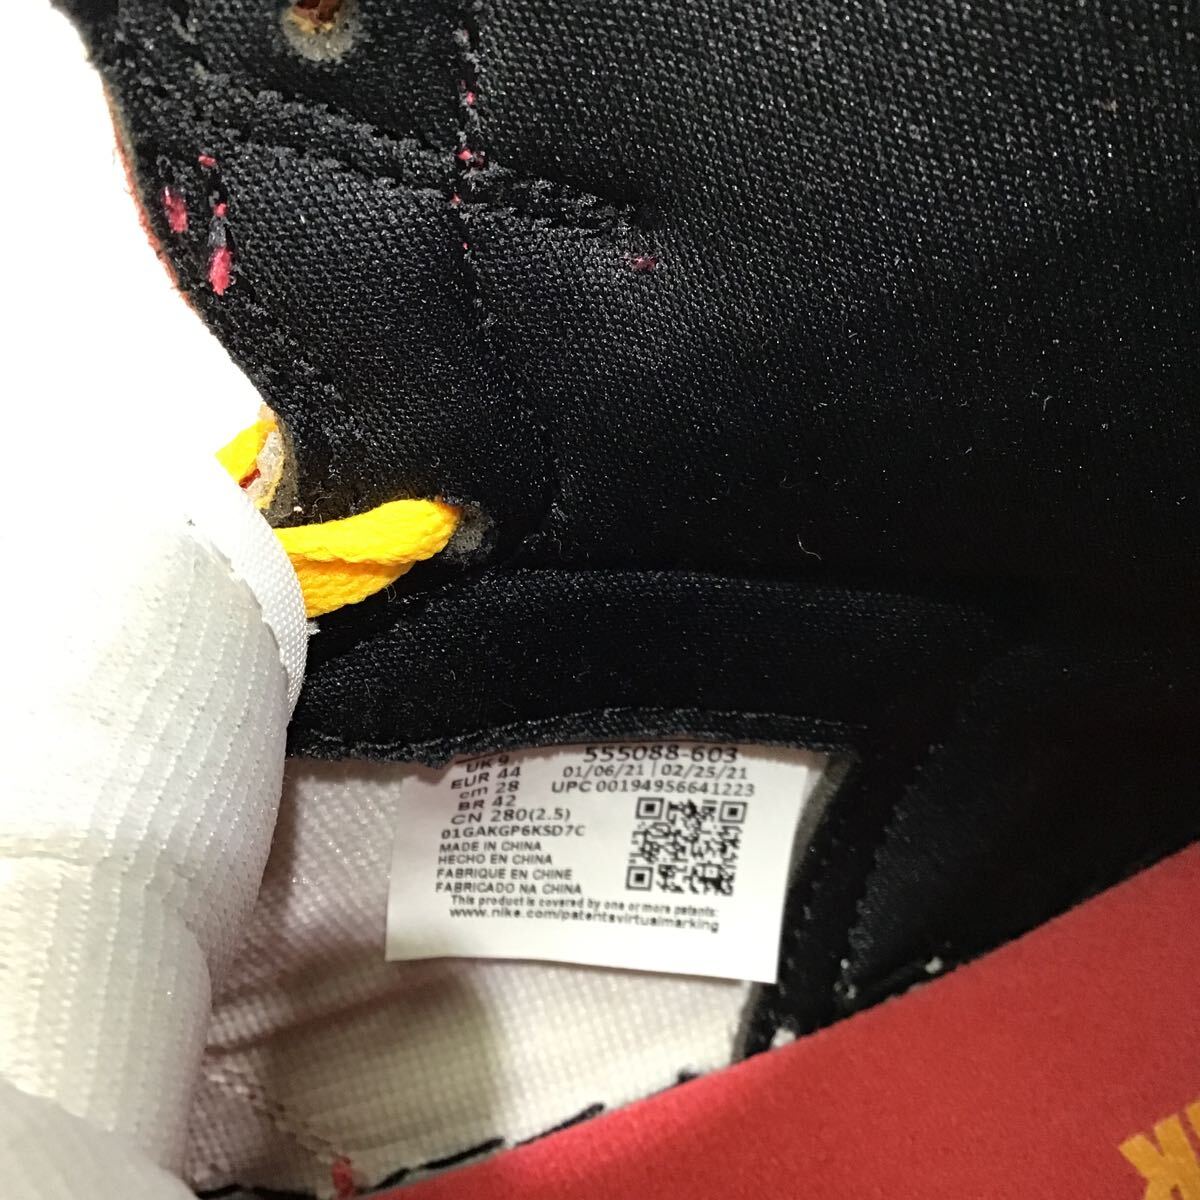 555088-603
UK 9
01/06/21 | 02/25/21
EUR 44
UPC 00194956641223
cm 28
BR 42
CN 280(2.5)
01GAKGP6KSD7C
MADE IN CHINA
HECHO EN CHINA
FABRIQUE EN CHINE
FABRICADO NA CHINA
This product is covered by one or more patents:
www.nike.com/patentsvirtualmarking